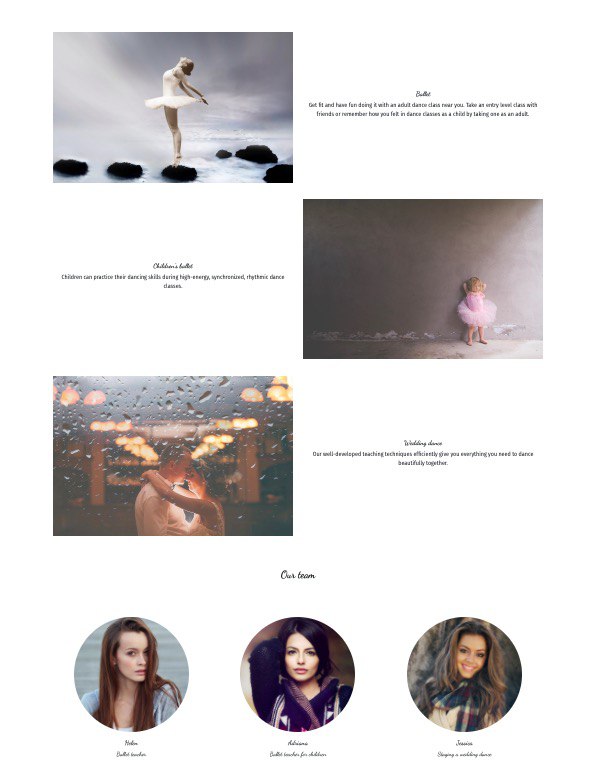 Ballet
Get fit and have fun doing it with an adult dance class near you. Take an entry level class with
friends or remember how you felt in dance classes as a child by taking one as an adult.
Children's ballet
Children can practice their dancing skills during high-energy, synchronized, rhythmic dance
classes.
Wedding dance
Our well-developed teaching techniques efficiently give you everything you need to dance
beautifully together.
Our team
Helen
Adriana
Jessica
Ballet teacher
Ballet teacher for children
Staging a wedding dance